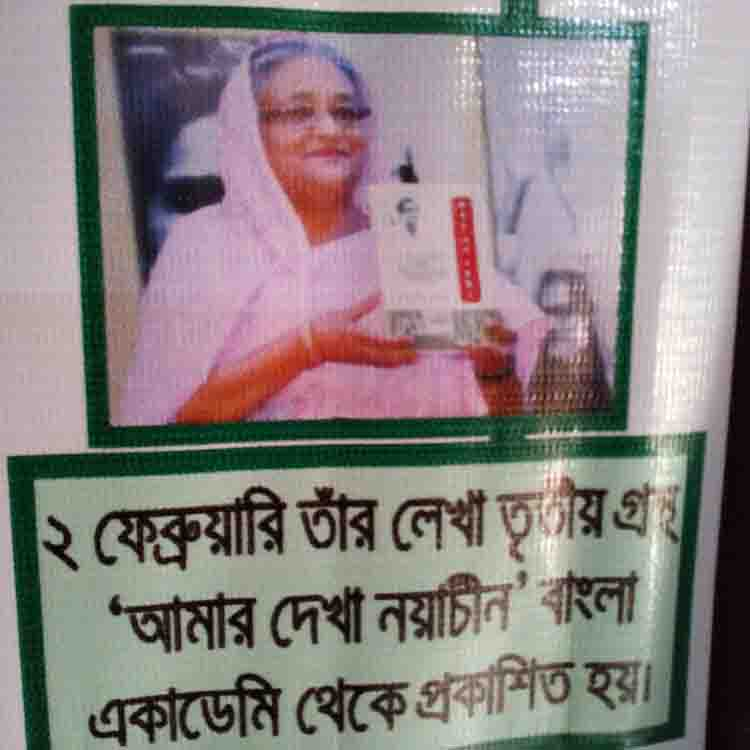 ২ ফেব্রুয়ারি তাঁর লেখা তৃতীয় গ্রন্থ
‘আমার দেখা নয়াচীন’ বাংলা
একাডেমি থেকে প্রকাশিত হয়।